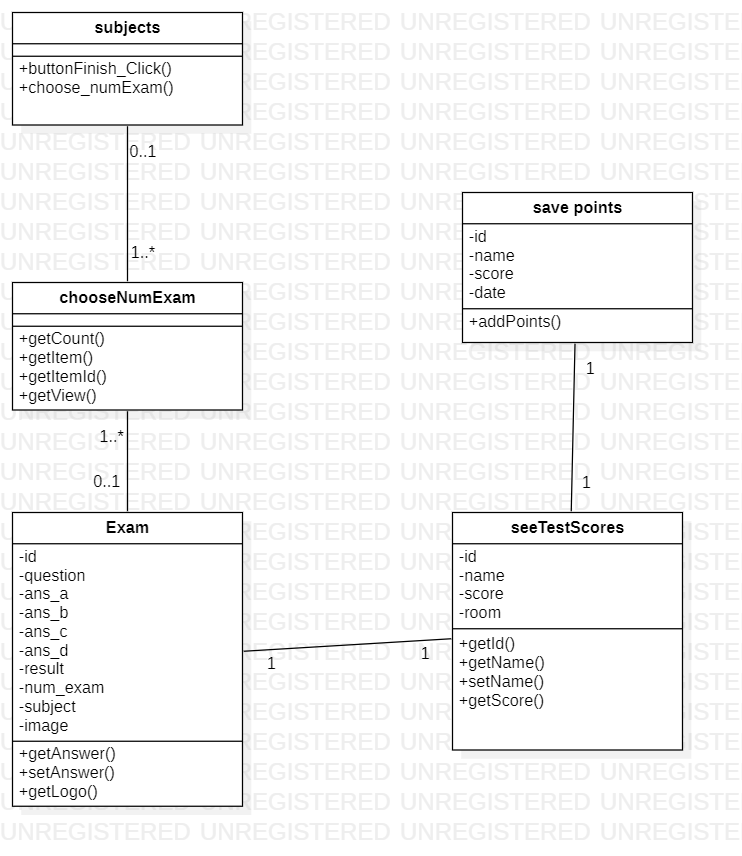 subjects
+buttonFinish_Click()
+choose_numExam()
0..1
1..*
chooseNumExam
+getCount()
+getItem()
+getItemId()
+getView()
1..*
0..1
Exam
-id
-question
-ans_a
-ans_b
-ans_c
-ans_d
-result
-num_exam
-subject
-image
+getAnswer()
+setAnswer()
+getLogo()
1
1
save points
-id
-name
-score
-date
+addPoints()
1
1
seeTestScores
-id
-name
-score
-room
+getId()
+getName()
+setName()
+getScore()
UNREGISTERED UNREGISTERED UNREGISTERED